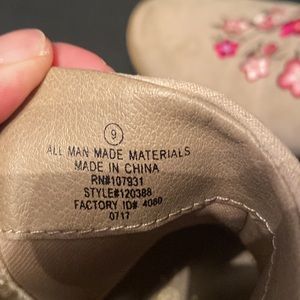 9
ALL MAN MADE MATERIALS
MADE IN CHINA
RN#107931
STYLE#120388
FACTORY ID# 4060
0717